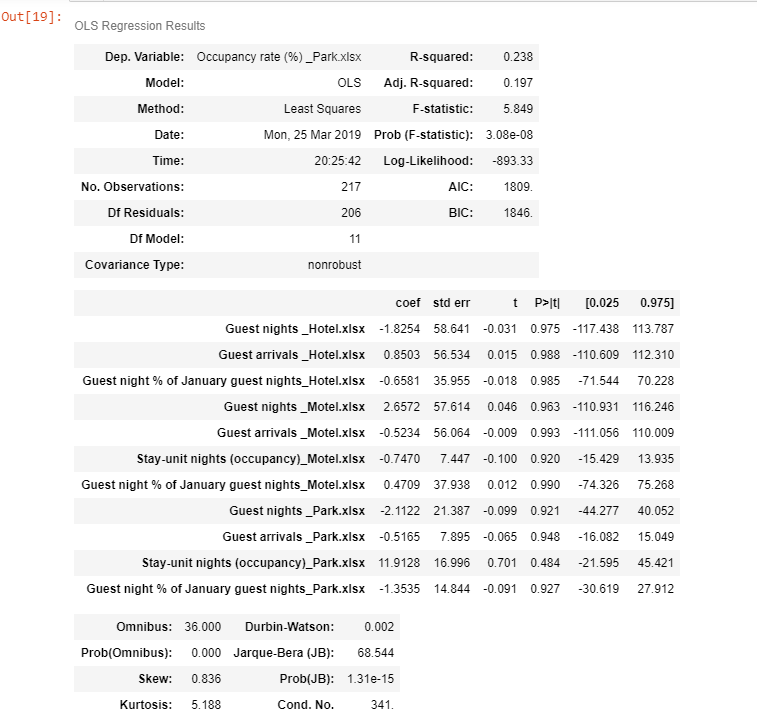 Out[19]:
OLS Regression Results
Dep. Variable: Occupancy rate (%) _Park.xlsx R-squared: 0.238
Model: OLS Adj. R-squared: 0.197
Method: Least Squares F-statistic: 5.849
Date: Mon, 25 Mar 2019 Prob (F-statistic): 3.08e-08
Time: 20:25:42 Log-Likelihood: -893.33
No. Observations: 217 AIC: 1809.
Df Residuals: 206 BIC: 1846.
Df Model: 11
Covariance Type: nonrobust
coef std err t P>|t| [0.025 0.975]
Guest nights _Hotel.xlsx -1.8254 58.641 -0.031 0.975 -117.438 113.787
Guest arrivals _Hotel.xlsx 0.8503 56.534 0.015 0.988 -110.609 112.310
Guest night % of January guest nights_Hotel.xlsx -0.6581 35.955 -0.018 0.985 -71.544 70.228
Guest nights _Motel.xlsx 2.6572 57.614 0.046 0.963 -110.931 116.246
Guest arrivals _Motel.xlsx -0.5234 56.064 -0.009 0.993 -111.056 110.009
Stay-unit nights (occupancy)_Motel.xlsx -0.7470 7.447 -0.100 0.920 -15.429 13.935
Guest night % of January guest nights_Motel.xlsx 0.4709 37.938 0.012 0.990 -74.326 75.268
Guest nights _Park.xlsx -2.1122 21.387 -0.099 0.921 -44.277 40.052
Guest arrivals _Park.xlsx -0.5165 7.895 -0.065 0.948 -16.082 15.049
Stay-unit nights (occupancy)_Park.xlsx 11.9128 16.996 0.701 0.484 -21.595 45.421
Guest night % of January guest nights_Park.xlsx -1.3535 14.844 -0.091 0.927 -30.619 27.912
Omnibus: 36.000 Durbin-Watson: 0.002
Prob(Omnibus): 0.000 Jarque-Bera (JB): 68.544
Skew: 0.836 Prob(JB): 1.31e-15
Kurtosis: 5.188 Cond. No. 341.